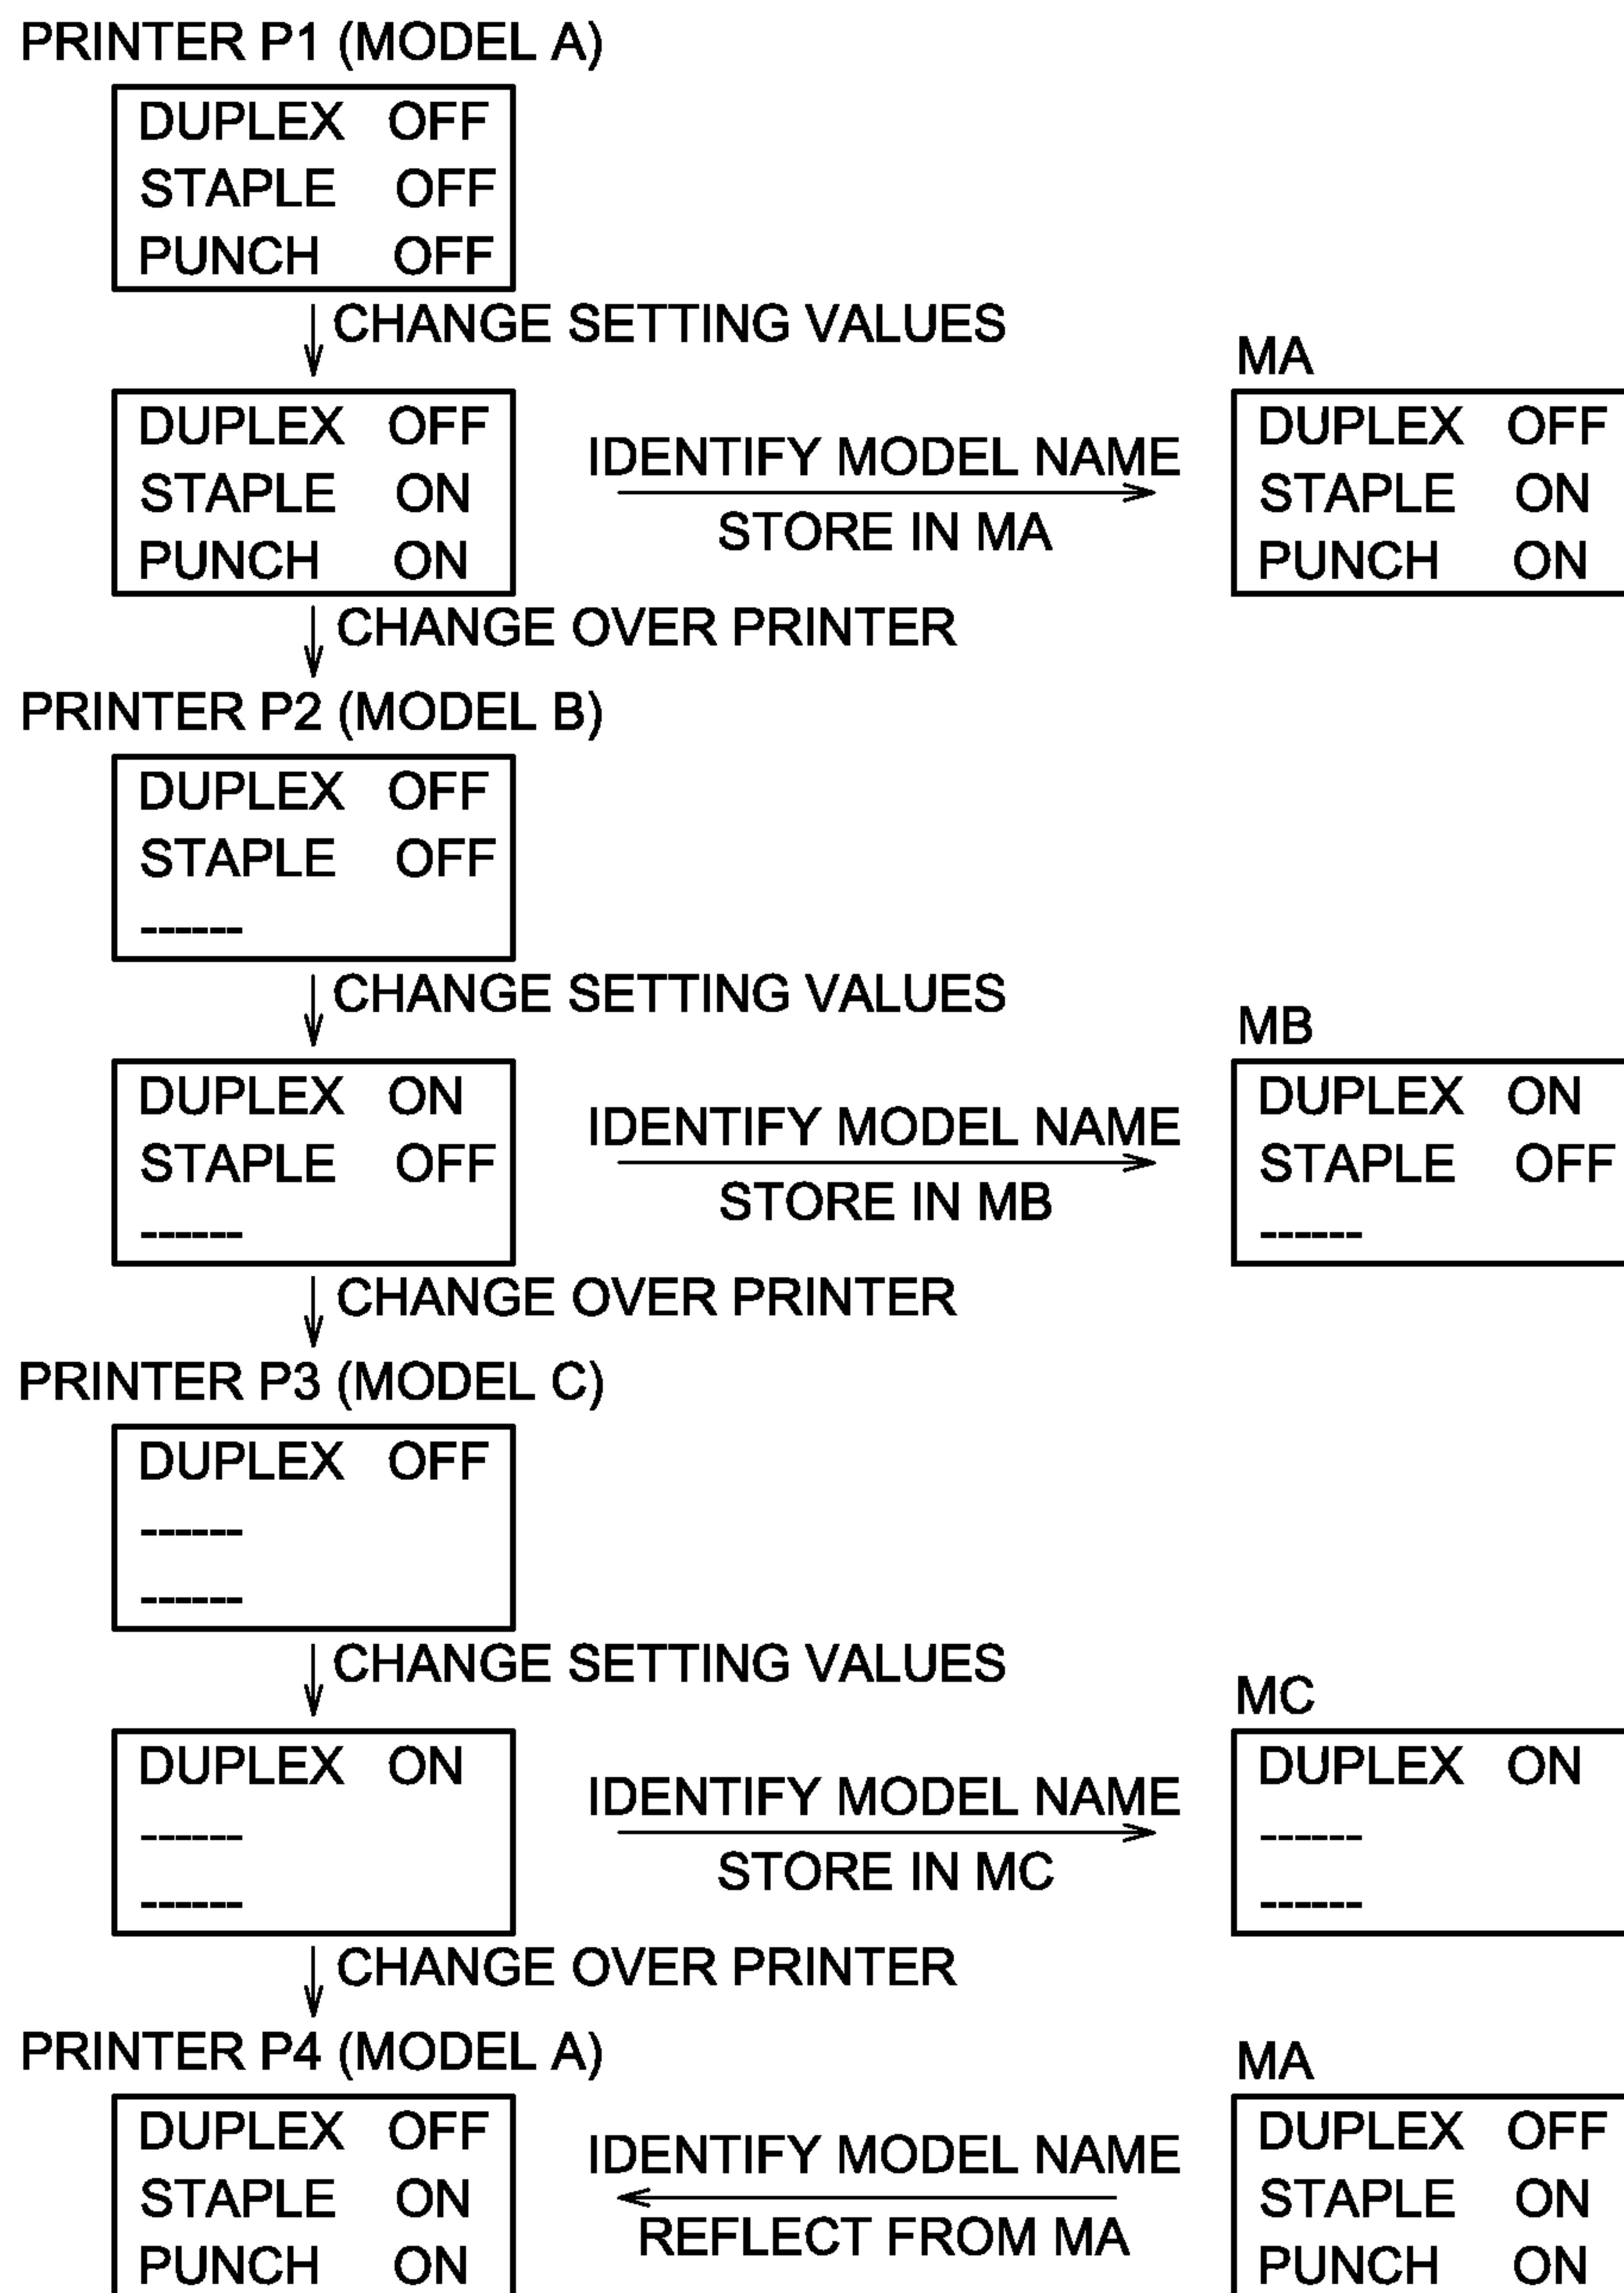 PRINTER P1 (MODEL A)
DUPLEX OFF
STAPLE OFF
PUNCH OFF
CHANGE SETTING VALUES
MA
DUPLEX OFF
STAPLE ON
PUNCH ON
IDENTIFY MODEL NAME
STORE IN MA
DUPLEX OFF
STAPLE ON
PUNCH ON
CHANGE OVER PRINTER
PRINTER P2 (MODEL B)
DUPLEX OFF
STAPLE OFF
------
CHANGE SETTING VALUES
MB
DUPLEX ON
STAPLE OFF
------
IDENTIFY MODEL NAME
STORE IN MB
DUPLEX ON
STAPLE OFF
------
CHANGE OVER PRINTER
PRINTER P3 (MODEL C)
DUPLEX OFF
------
------
CHANGE SETTING VALUES
MC
DUPLEX ON
------
------
IDENTIFY MODEL NAME
STORE IN MC
DUPLEX ON
------
------
CHANGE OVER PRINTER
PRINTER P4 (MODEL A)
MA
DUPLEX OFF
STAPLE ON
PUNCH ON
IDENTIFY MODEL NAME
REFLECT FROM MA
DUPLEX OFF
STAPLE ON
PUNCH ON